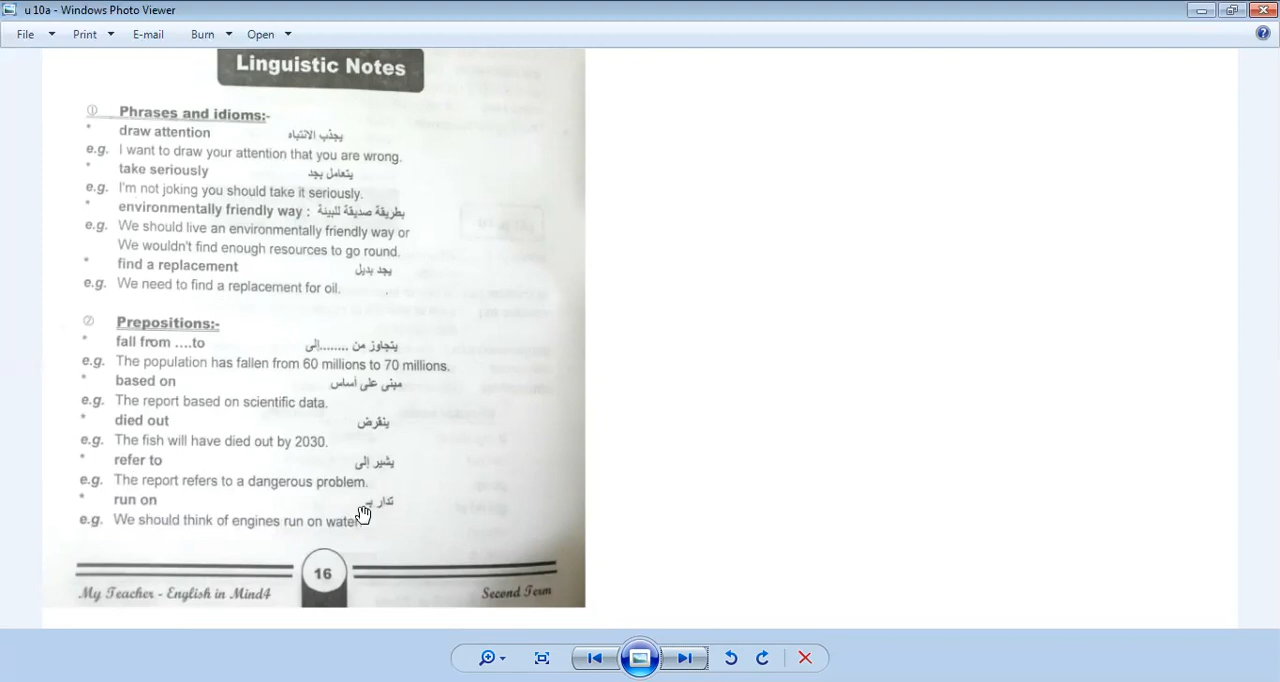 u 10a - Windows Photo Viewer
File Print E-mail Burn Open
Linguistic Notes
① Phrases and idioms:-
* draw attention يجذب الانتباه
e.g. I want to draw your attention that you are wrong.
* take seriously يتعامل بجد
e.g. I'm not joking you should take it seriously.
* environmentally friendly way : بطريقة صديقة للبيئة
e.g. We should live an environmentally friendly way or
We wouldn't find enough resources to go round.
* find a replacement يجد بديل
e.g. We need to find a replacement for oil.
② Prepositions:-
* fall from ....to يتجاوز من ........إلى
e.g. The population has fallen from 60 millions to 70 millions.
* based on مبنى على أساس
e.g. The report based on scientific data.
* died out ينقرض
e.g. The fish will have died out by 2030.
* refer to يشير إلى
e.g. The report refers to a dangerous problem.
* run on تدار بـ
e.g. We should think of engines run on water
16
My Teacher - English in Mind4 Second Term